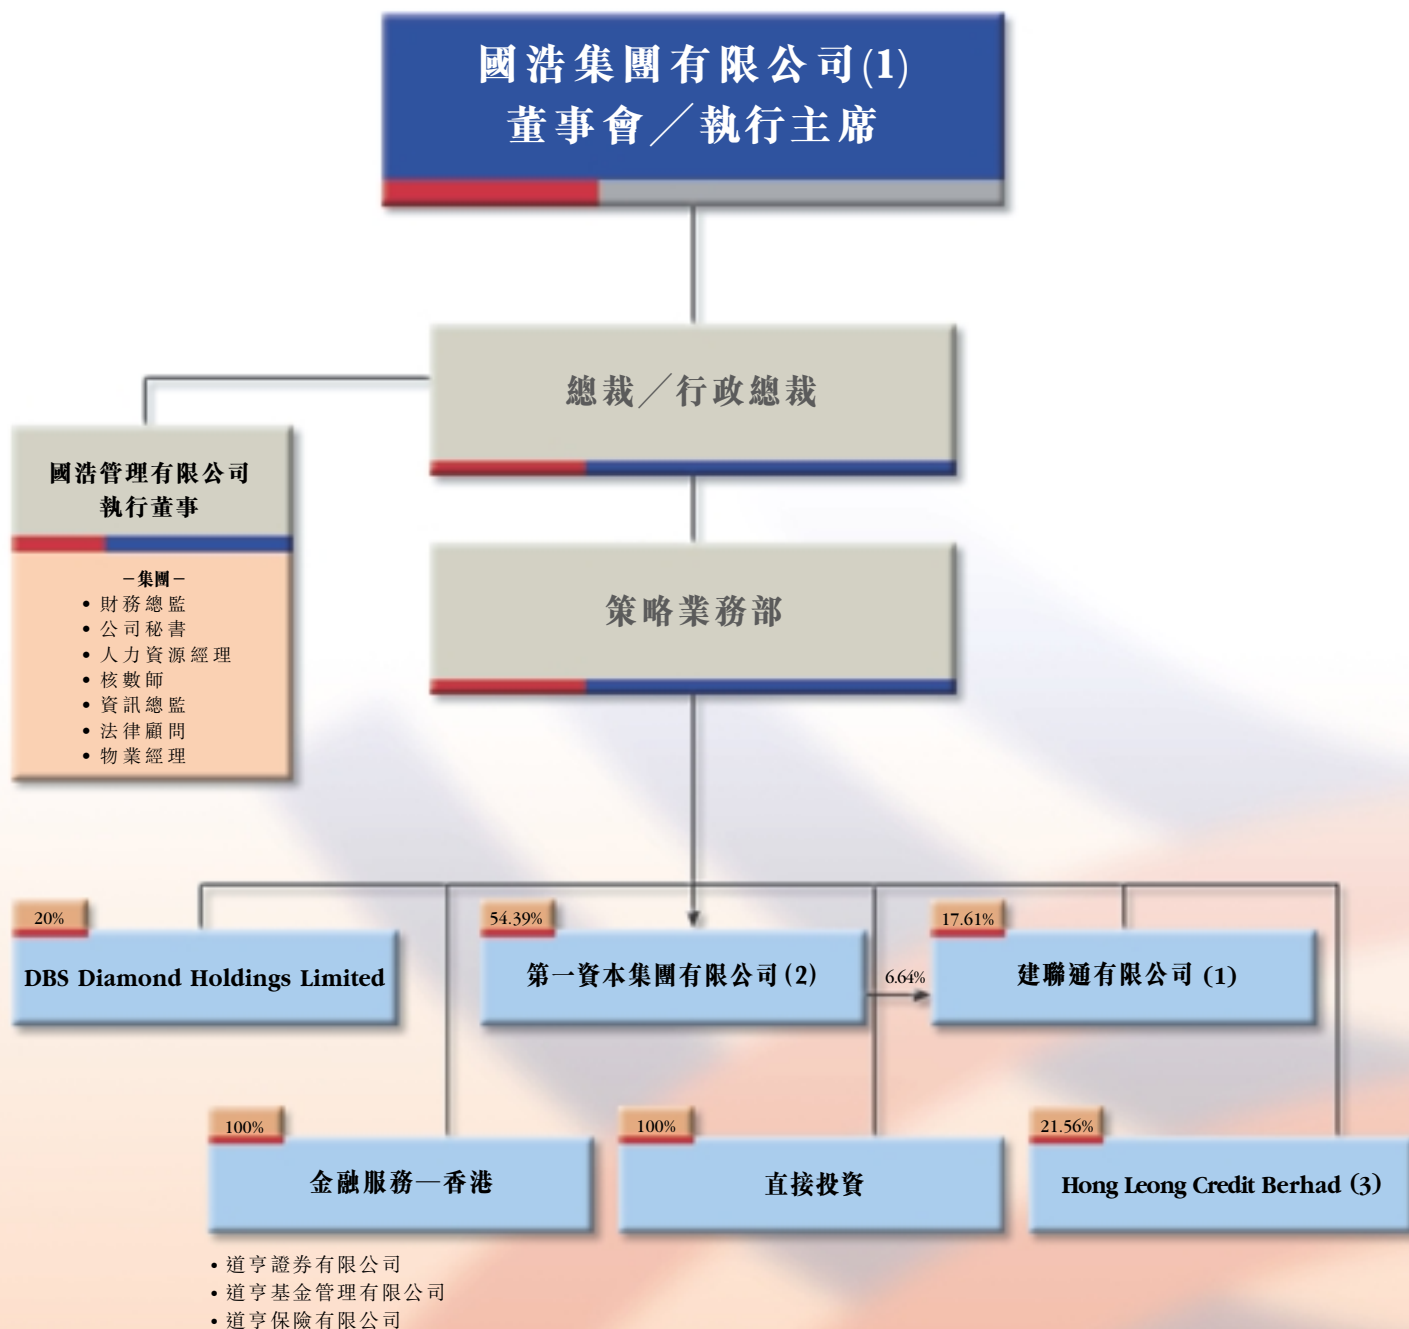 國浩集團有限公司(1)
董事會／執行主席
總裁／行政總裁
國浩管理有限公司
執行董事
－集團－
• 財務總監
• 公司秘書
• 人力資源經理
• 核數師
• 資訊總監
• 法律顧問
• 物業經理
策略業務部
20%
DBS Diamond Holdings Limited
54.39%
第一資本集團有限公司(2)
6.64%
17.61%
建聯通有限公司 (1)
100%
金融服務—香港
• 道亨證券有限公司
• 道亨基金管理有限公司
• 道亨保險有限公司
100%
直接投資
21.56%
Hong Leong Credit Berhad (3)